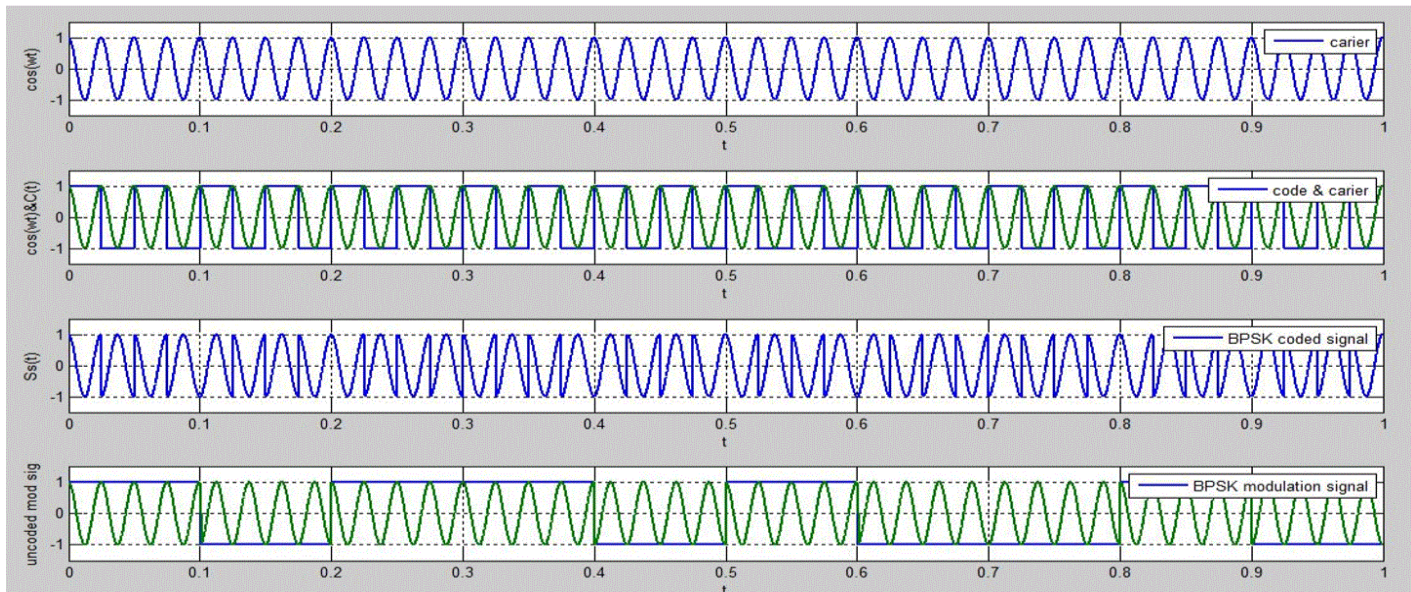 cos(wt)
1
0
-1
carier
0 0.1 0.2 0.3 0.4 0.5 0.6 0.7 0.8 0.9 1
t
cos(wt)&C(t)
1
0
-1
code & carier
0 0.1 0.2 0.3 0.4 0.5 0.6 0.7 0.8 0.9 1
t
Ss(t)
1
0
-1
BPSK coded signal
0 0.1 0.2 0.3 0.4 0.5 0.6 0.7 0.8 0.9 1
t
uncoded mod sig
1
0
-1
BPSK modulation signal
0 0.1 0.2 0.3 0.4 0.5 0.6 0.7 0.8 0.9 1
t